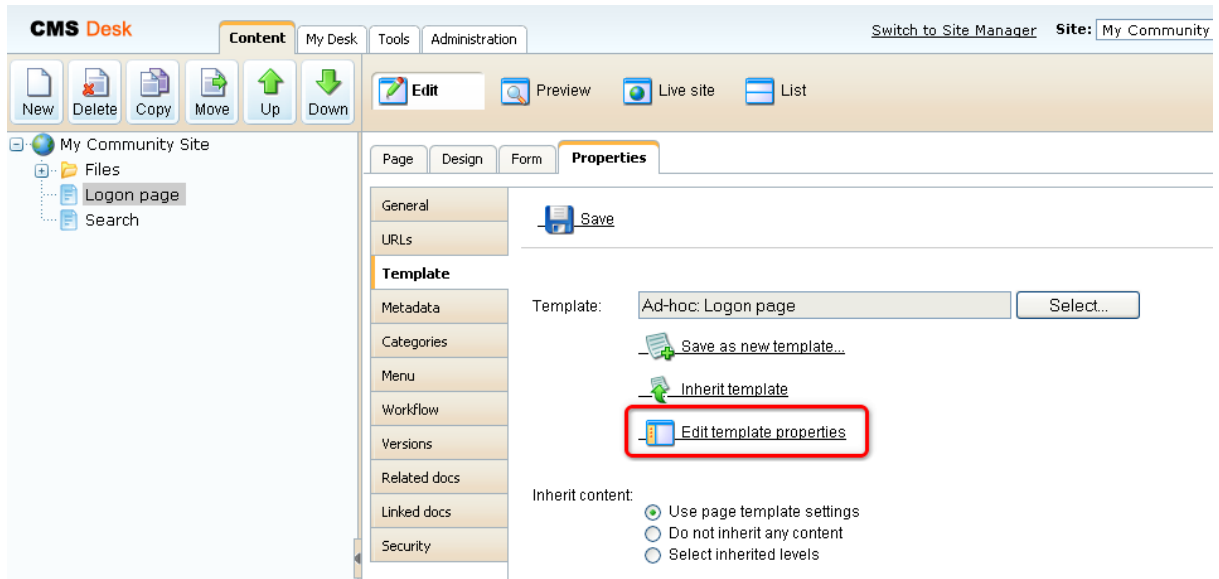 CMS Desk
Content
My Desk
Tools
Administration
Switch to Site Manager
Site: My Community
New
Delete
Copy
Move
Up
Down
Edit
Preview
Live site
List
My Community Site
Files
Logon page
Search
Page
Design
Form
Properties
General
URLs
Template
Metadata
Categories
Menu
Workflow
Versions
Related docs
Linked docs
Security
Save
Template: Ad-hoc: Logon page Select...
Save as new template...
Inherit template
Edit template properties
Inherit content:
Use page template settings
Do not inherit any content
Select inherited levels